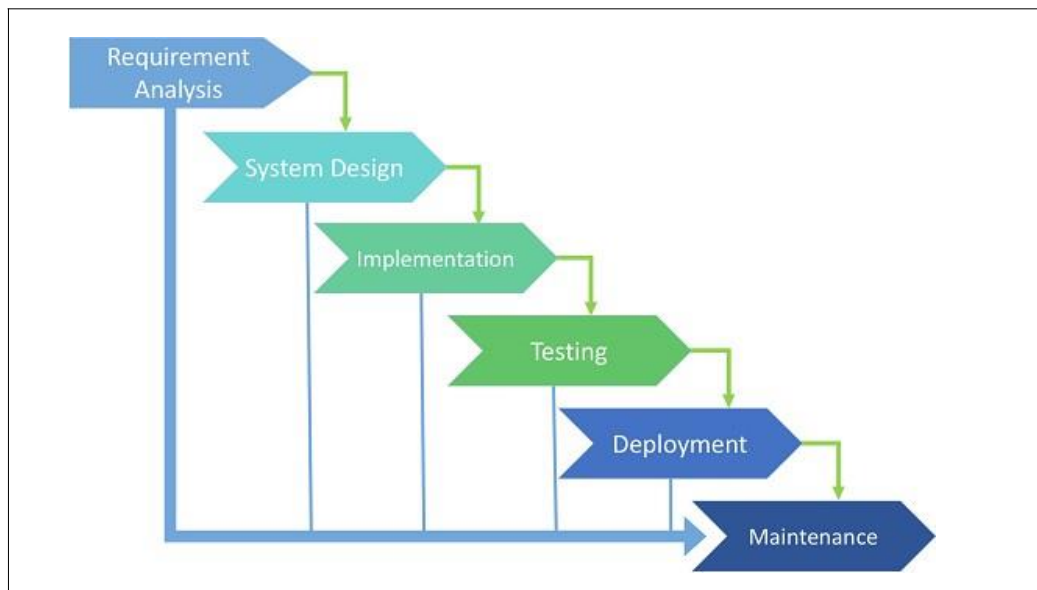 Requirement
Analysis
System Design
Implementation
Testing
Deployment
Maintenance